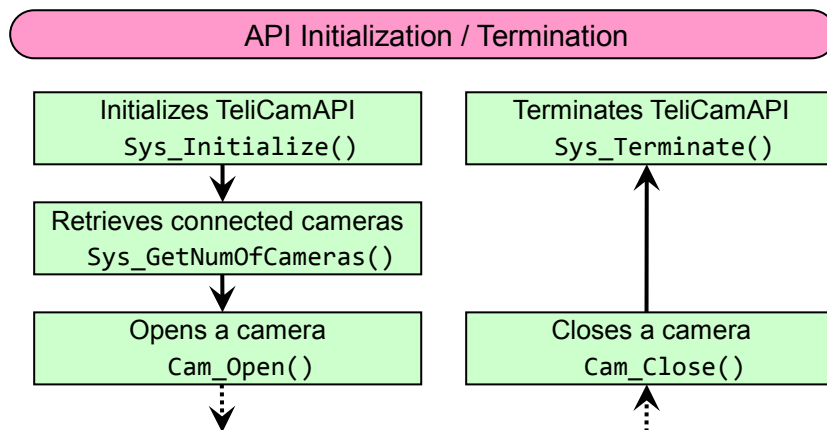 API Initialization / Termination
Initializes TeliCamAPI
Sys_Initialize()
Retrieves connected cameras
Sys_GetNumOfCameras()
Opens a camera
Cam_Open()
Terminates TeliCamAPI
Sys_Terminate()
Closes a camera
Cam_Close()